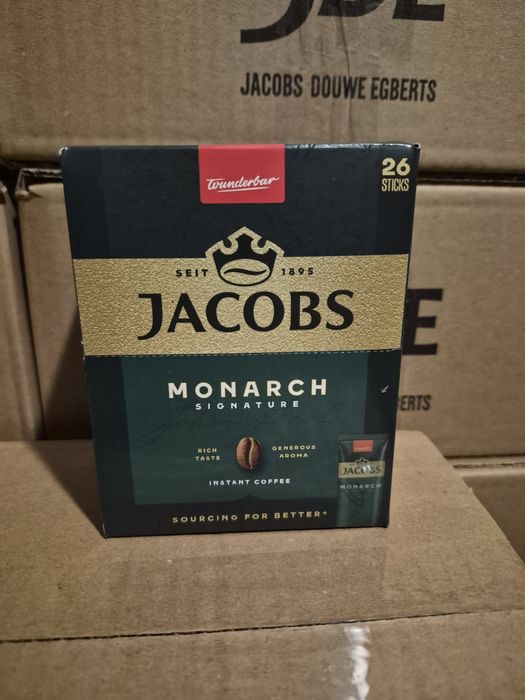 JDE
JACOBS DOUWE EGBERTS
wunderbar
26
STICKS
SEIT 1895
JACOBS
MONARCH
SIGNATURE
RICH
TASTE
GENEROUS
AROMA
INSTANT COFFEE
SOURCING FOR BETTER®
JACOBS
MONARCH
E
ERTS